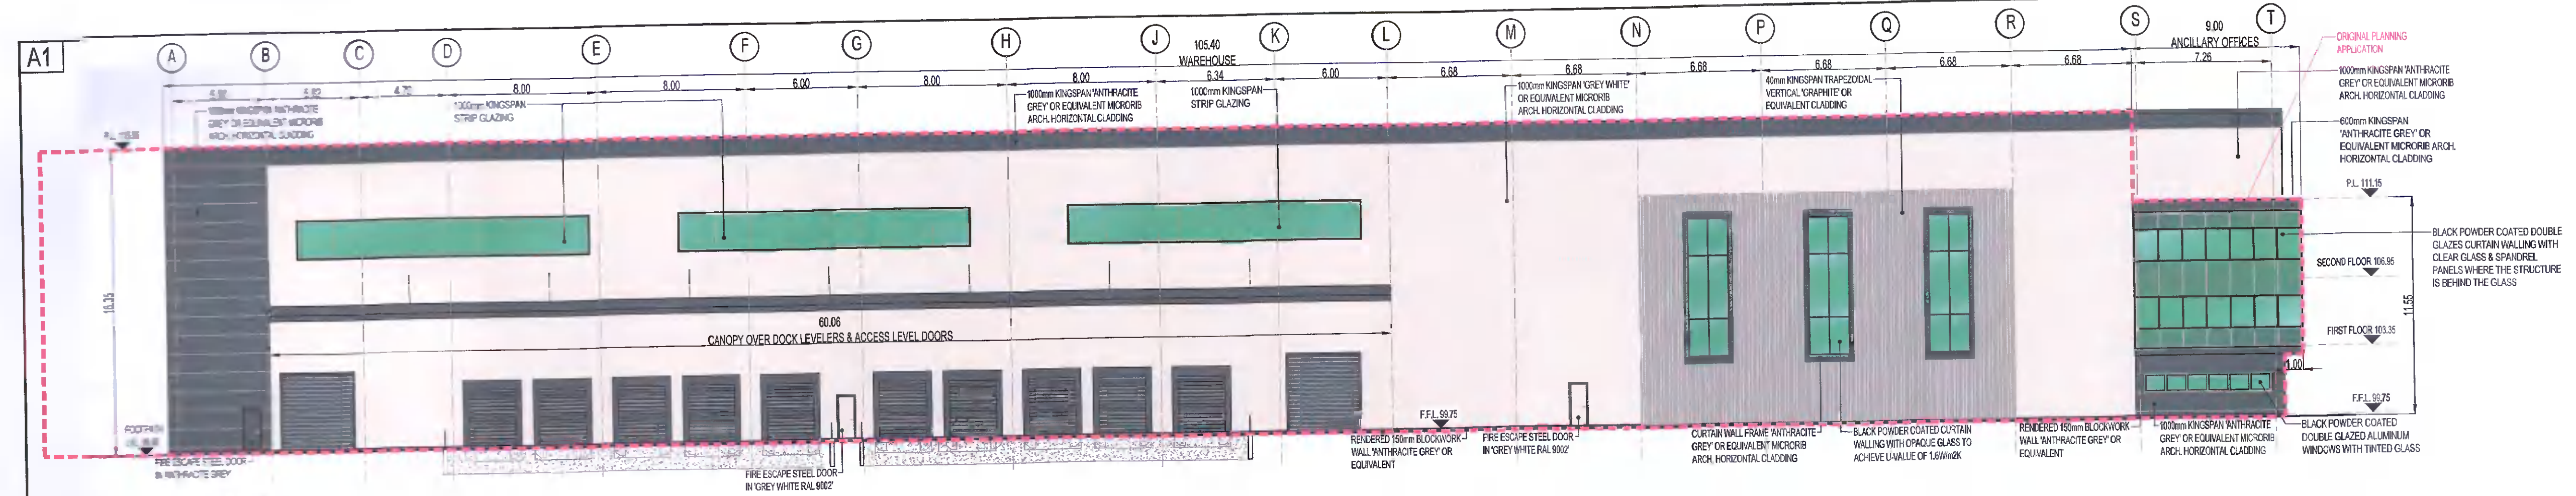 A1
A
B
C
D
E
F
G
H
J
K
L
M
N
P
Q
R
S
T
105.40
WAREHOUSE
9.00
ANCILLARY OFFICES
8.00
8.00
6.00
8.00
8.00
6.34
6.00
6.68
6.68
6.68
6.68
6.68
6.68
7.26
ORIGINAL PLANNING
APPLICATION
GREY' OR EQUIVALENT MICRORIB
ARCH. HORIZONTAL CLADDING
1000mm KINGSPAN
STRIP GLAZING
1000mm KINGSPAN 'ANTHRACITE
GREY' OR EQUIVALENT MICRORIB
ARCH. HORIZONTAL CLADDING
1000mm KINGSPAN
STRIP GLAZING
1000mm KINGSPAN 'GREY WHITE'
OR EQUIVALENT MICRORIB
ARCH. HORIZONTAL CLADDING
40mm KINGSPAN TRAPEZOIDAL
VERTICAL 'GRAPHITE' OR
EQUIVALENT CLADDING
1000mm KINGSPAN 'ANTHRACITE
GREY' OR EQUIVALENT MICRORIB
ARCH. HORIZONTAL CLADDING
600mm KINGSPAN
'ANTHRACITE GREY' OR
EQUIVALENT MICRORIB ARCH.
HORIZONTAL CLADDING
P.L. 111.15
BLACK POWDER COATED DOUBLE
GLAZES CURTAIN WALLING WITH
CLEAR GLASS & SPANDREL
PANELS WHERE THE STRUCTURE
IS BEHIND THE GLASS
SECOND FLOOR 106.95
11.55
FIRST FLOOR 103.35
1.00
F.F.L. 99.75
16.35
60.06
CANOPY OVER DOCK LEVELERS & ACCESS LEVEL DOORS
FOOTPATH
FIRE ESCAPE STEEL DOOR
IN 'ANTHRACITE GREY'
FIRE ESCAPE STEEL DOOR
IN 'GREY WHITE RAL 9002'
F.F.L. 99.75
RENDERED 150mm BLOCKWORK
WALL 'ANTHRACITE GREY' OR
EQUIVALENT
FIRE ESCAPE STEEL DOOR
IN 'GREY WHITE RAL 9002'
CURTAIN WALL FRAME 'ANTHRACITE
GREY' OR EQUIVALENT MICRORIB
ARCH. HORIZONTAL CLADDING
BLACK POWDER COATED CURTAIN
WALLING WITH OPAQUE GLASS TO
ACHIEVE U-VALUE OF 1.6W/m2K
RENDERED 150mm BLOCKWORK
WALL 'ANTHRACITE GREY' OR
EQUIVALENT
1000mm KINGSPAN 'ANTHRACITE
GREY' OR EQUIVALENT MICRORIB
ARCH. HORIZONTAL CLADDING
BLACK POWDER COATED
DOUBLE GLAZED ALUMINUM
WINDOWS WITH TINTED GLASS